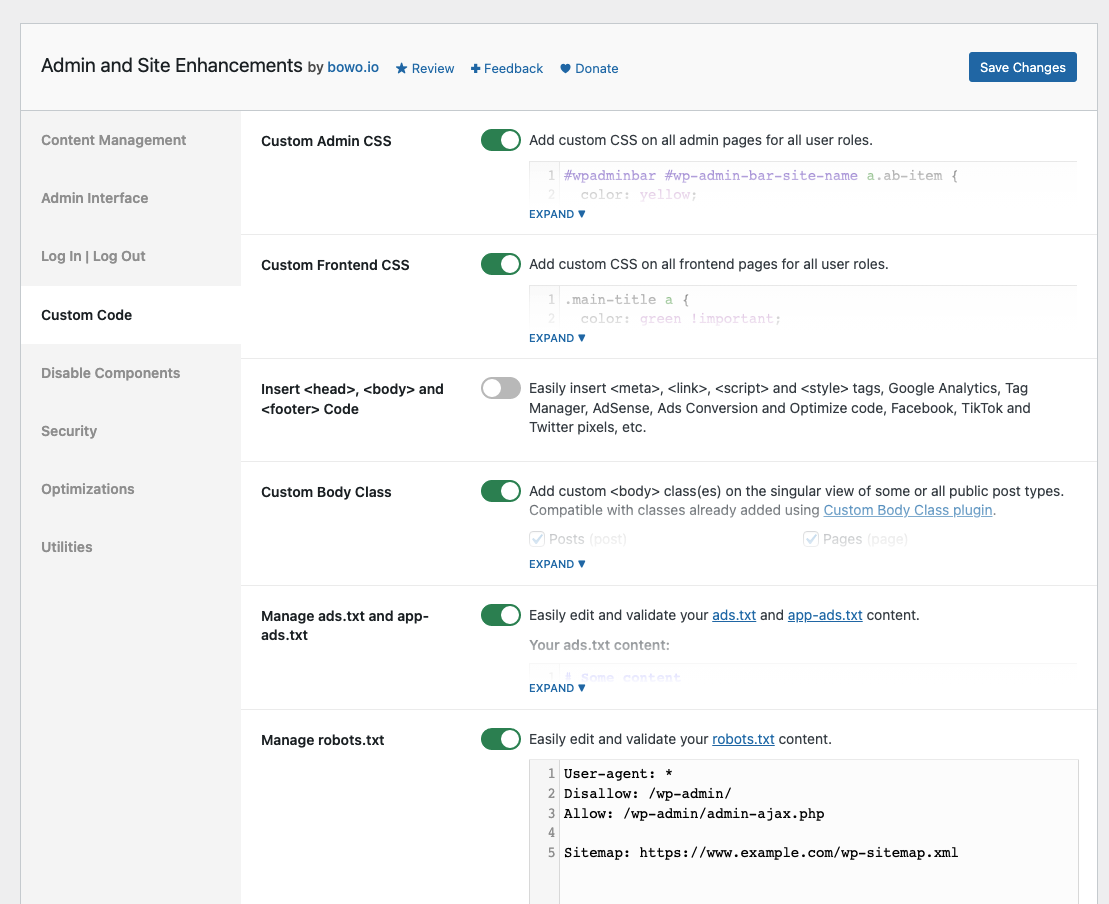 Admin and Site Enhancements by bowo.io Review Feedback Donate Save Changes
Content Management
Admin Interface
Log In | Log Out
Custom Code
Disable Components
Security
Optimizations
Utilities
Custom Admin CSS
Add custom CSS on all admin pages for all user roles.
1 #wpadminbar #wp-admin-bar-site-name a.ab-item {
2 color: yellow;
EXPAND ▼
Custom Frontend CSS
Add custom CSS on all frontend pages for all user roles.
1 .main-title a {
2 color: green !important;
EXPAND ▼
Insert <head>, <body> and
<footer> Code
Easily insert <meta>, <link>, <script> and <style> tags, Google Analytics, Tag
Manager, AdSense, Ads Conversion and Optimize code, Facebook, TikTok and
Twitter pixels, etc.
Custom Body Class
Add custom <body> class(es) on the singular view of some or all public post types.
Compatible with classes already added using Custom Body Class plugin.
Posts (post) Pages (page)
EXPAND ▼
Manage ads.txt and app-
ads.txt
Easily edit and validate your ads.txt and app-ads.txt content.
Your ads.txt content:
1 # Some content
EXPAND ▼
Manage robots.txt
Easily edit and validate your robots.txt content.
1 User-agent: *
2 Disallow: /wp-admin/
3 Allow: /wp-admin/admin-ajax.php
4
5 Sitemap: https://www.example.com/wp-sitemap.xml